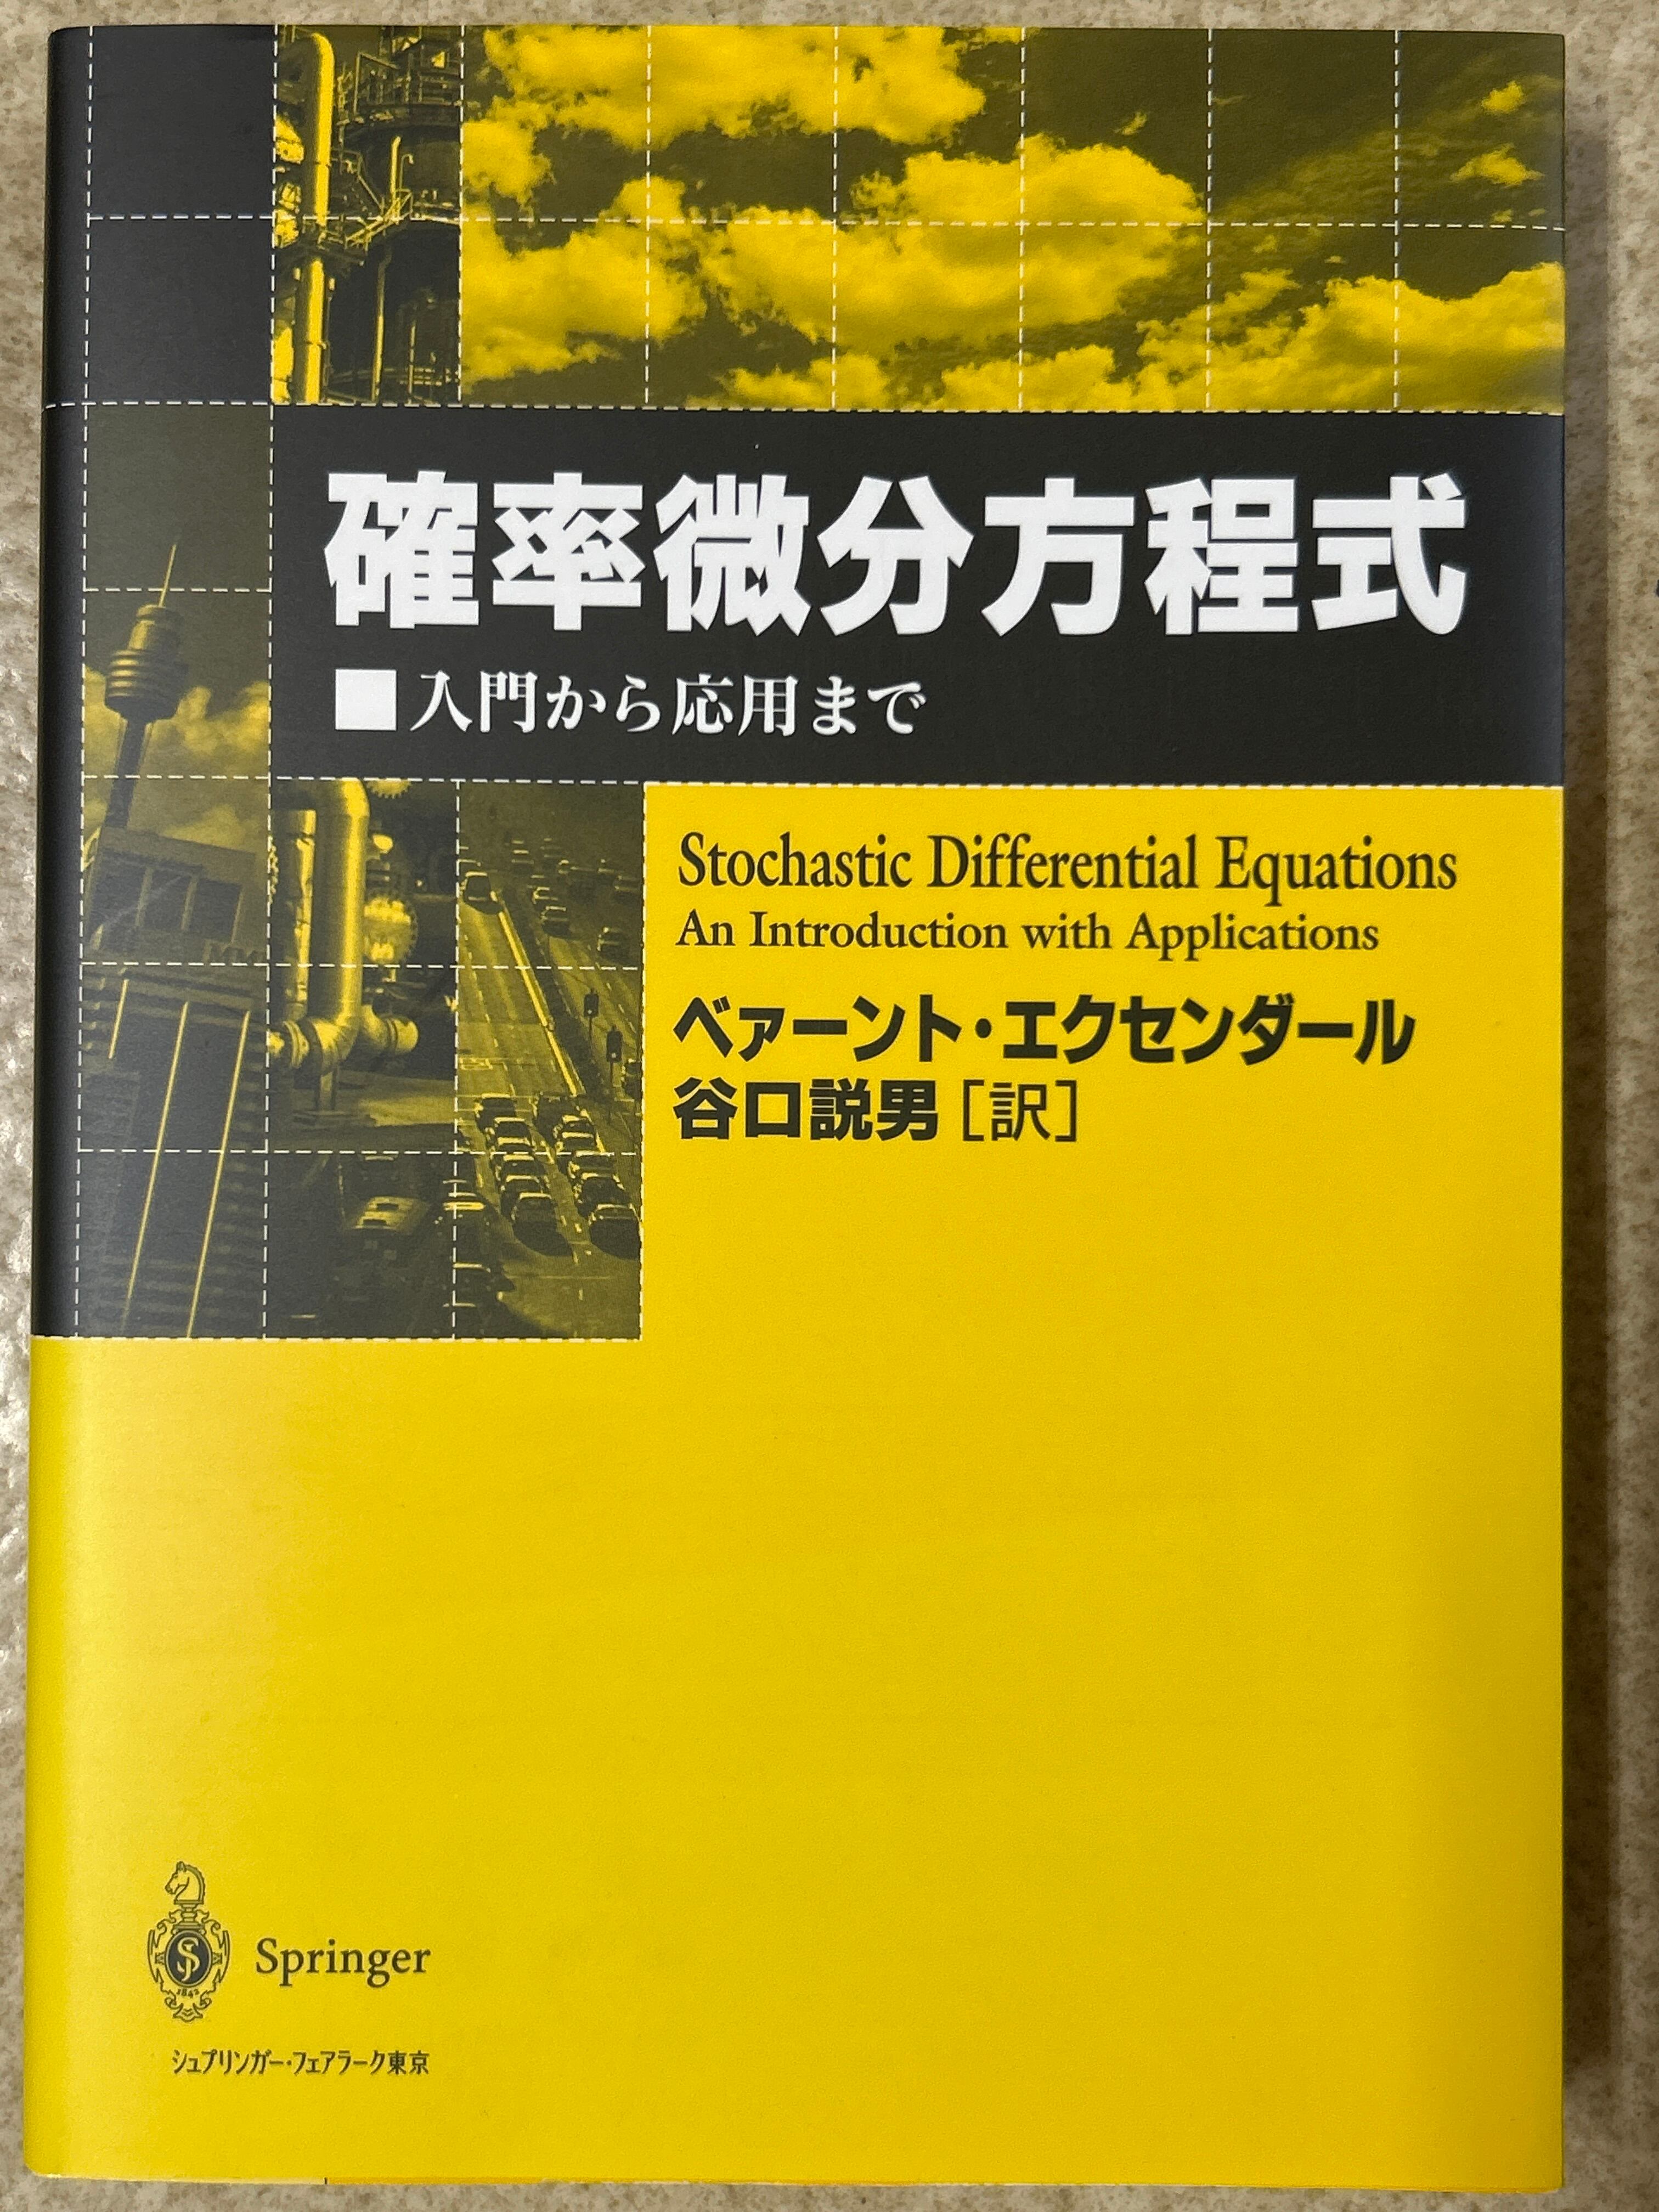 確率微分方程式
■入門から応用まで
Stochastic Differential Equations
An Introduction with Applications
ベァーント・エクセンダール
谷口説男[訳]
Springer
シュプリンガー・フェアラーク東京